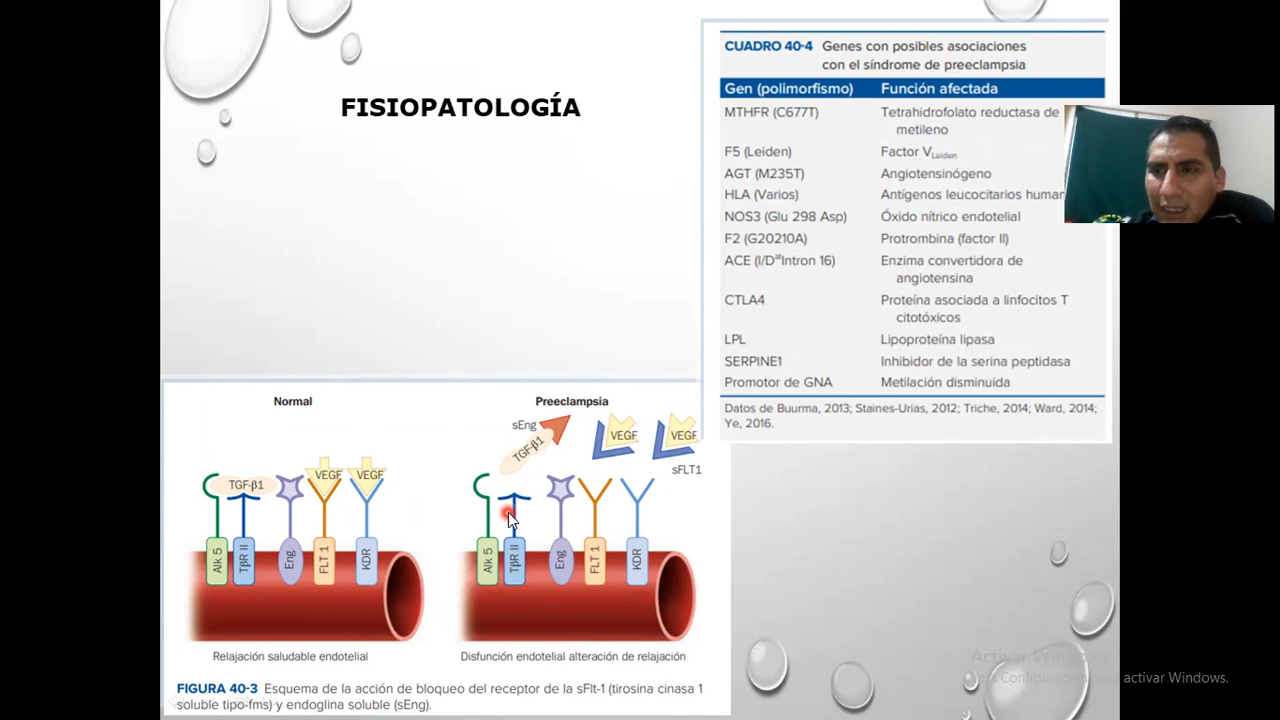 FISIOPATOLOGÍA
CUADRO 40-4 Genes con posibles asociaciones
con el síndrome de preeclampsia
Gen (polimorfismo) Función afectada
MTHFR (C677T) Tetrahidrofolato reductasa de
metileno
F5 (Leiden) Factor VLeiden
AGT (M235T) Angiotensinógeno
HLA (Varios) Antígenos leucocitarios human
NOS3 (Glu 298 Asp) Óxido nítrico endotelial
F2 (G20210A) Protrombina (factor II)
ACE (I/DatIntron 16) Enzima convertidora de
angiotensina
CTLA4 Proteína asociada a linfocitos T
citotóxicos
LPL Lipoproteína lipasa
SERPINE1 Inhibidor de la serina peptidasa
Promotor de GNA Metilación disminuida
Datos de Buurma, 2013; Staines-Urias, 2012; Triche, 2014; Ward, 2014;
Ye, 2016.
Normal
TGF-β1 VEGF VEGF
Alk 5 TβR II Eng FLT 1 KDR
Relajación saludable endotelial
Preeclampsia
sEng
TGF-β1 VEGF VEGF
sFLT1
Alk 5 TβR II Eng FLT 1 KDR
Disfunción endotelial alteración de relajación
FIGURA 40-3 Esquema de la acción de bloqueo del receptor de la sFlt-1 (tirosina cinasa 1
soluble tipo-fms) y endoglina soluble (sEng).
Activar Windows
Configuración para activar Windows.